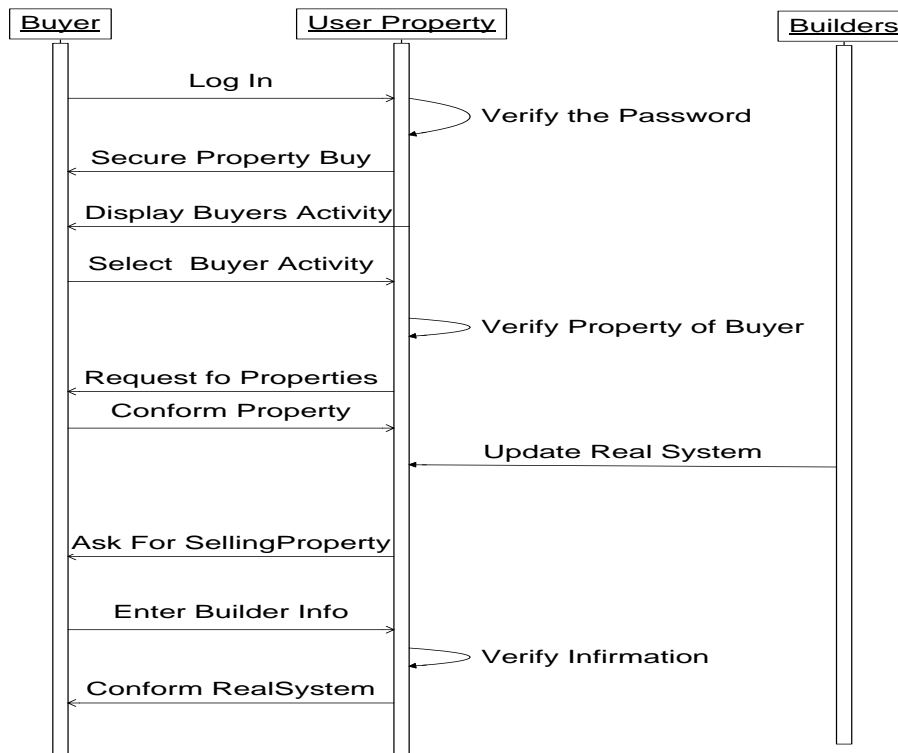 Buyer
User Property
Builders
Log In
Verify the Password
Secure Property Buy
Display Buyers Activity
Select Buyer Activity
Verify Property of Buyer
Request fo Properties
Conform Property
Update Real System
Ask For SellingProperty
Enter Builder Info
Verify Infirmation
Conform RealSystem